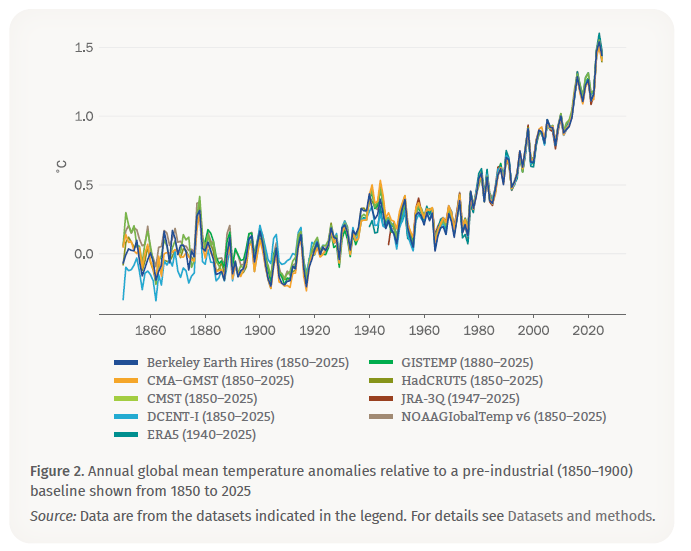 1.5
1.0
°C
0.5
0.0
1860 1880 1900 1920 1940 1960 1980 2000 2020
Berkeley Earth Hires (1850–2025)
CMA–GMST (1850–2025)
CMST (1850–2025)
DCENT-I (1850–2025)
ERA5 (1940–2025)
GISTEMP (1880–2025)
HadCRUT5 (1850–2025)
JRA-3Q (1947–2025)
NOAAGlobalTemp v6 (1850–2025)
Figure 2. Annual global mean temperature anomalies relative to a pre-industrial (1850–1900)
baseline shown from 1850 to 2025
Source: Data are from the datasets indicated in the legend. For details see Datasets and methods.